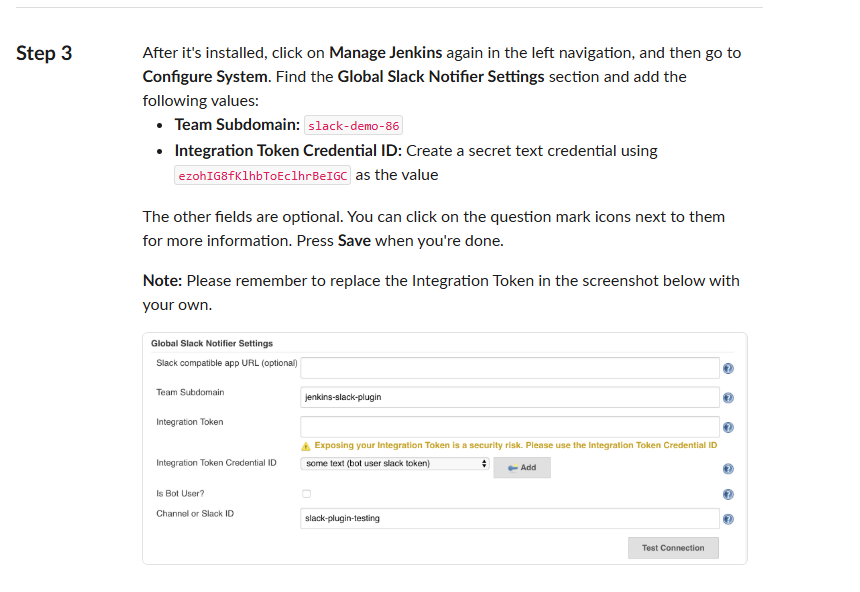 Step 3
After it's installed, click on Manage Jenkins again in the left navigation, and then go to
Configure System. Find the Global Slack Notifier Settings section and add the
following values:
• Team Subdomain: slack-demo-86
• Integration Token Credential ID: Create a secret text credential using
ezohIG8fKlhbToEclhrBeIGC as the value
The other fields are optional. You can click on the question mark icons next to them
for more information. Press Save when you're done.
Note: Please remember to replace the Integration Token in the screenshot below with
your own.
Global Slack Notifier Settings
Slack compatible app URL (optional)
Team Subdomain
jenkins-slack-plugin
Integration Token
Exposing your Integration Token is a security risk. Please use the Integration Token Credential ID
Integration Token Credential ID
some text (bot user slack token)
Add
Is Bot User?
Channel or Slack ID
slack-plugin-testing
Test Connection